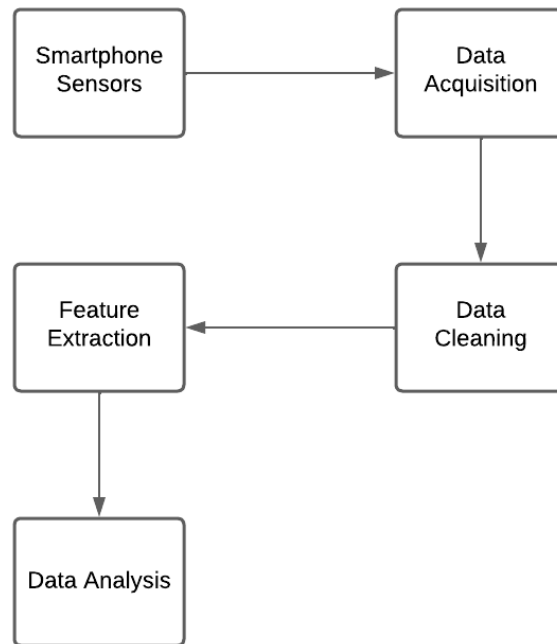 Smartphone
Sensors
Data
Acquisition
Data
Cleaning
Feature
Extraction
Data Analysis